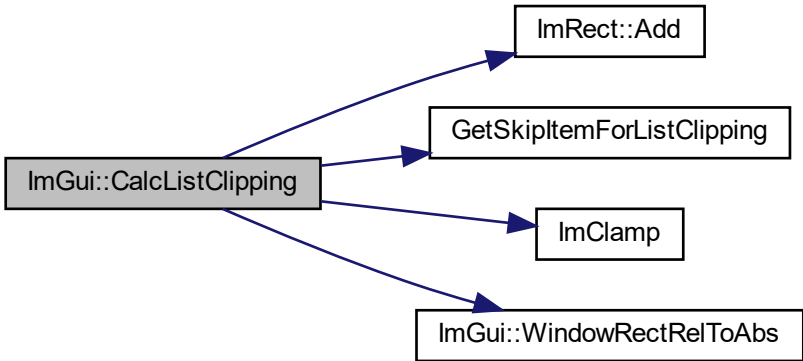 ImRect::Add
GetSkipItemForListClipping
ImGui::CalcListClipping
ImClamp
ImGui::WindowRectRelToAbs